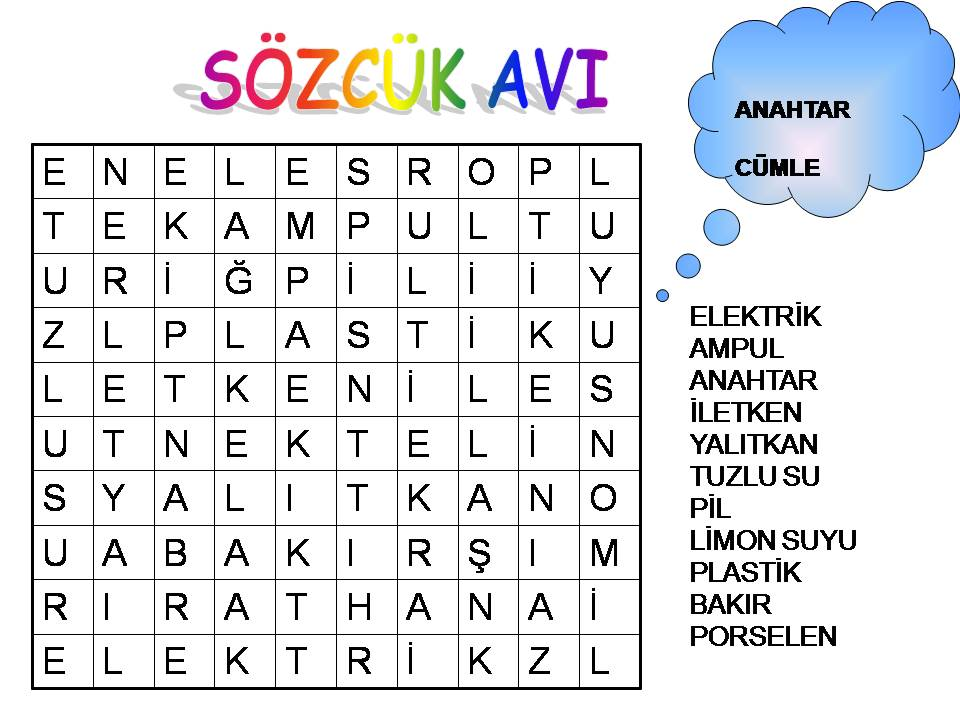 SÖZCÜK AVI
ANAHTAR
CÜMLE
E N E L E S R O P L
T E K A M P U L T U
U R İ Ğ P İ L İ İ Y
Z L P L A S T İ K U
L E T K E N İ L E S
U T N E K T E L İ N
S Y A L I T K A N O
U A B A K I R Ş I M
R I R A T H A N A İ
E L E K T R İ K Z L
ELEKTRİK
AMPUL
ANAHTAR
İLETKEN
YALITKAN
TUZLU SU
PİL
LİMON SUYU
PLASTİK
BAKIR
PORSELEN